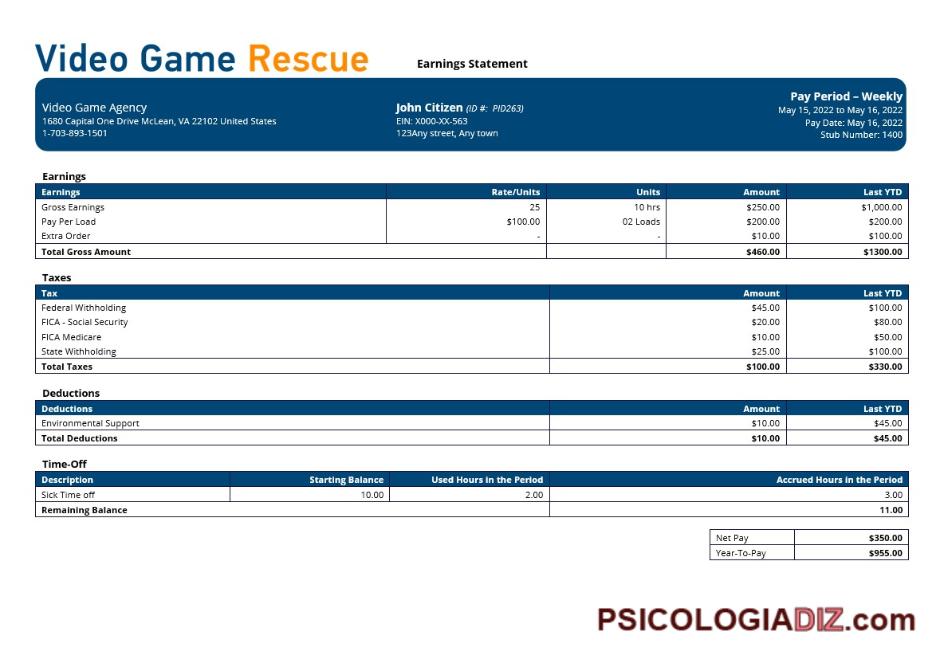 Video Game Rescue
Earnings Statement
Video Game Agency
1680 Capital One Drive McLean, VA 22102 United States
1-703-893-1501
John Citizen (ID #: PID263)
EIN: X000-XX-563
123Any street, Any town
Pay Period – Weekly
May 15, 2022 to May 16, 2022
Pay Date: May 16, 2022
Stub Number: 1400
Earnings
Earnings Rate/Units Units Amount Last YTD
Gross Earnings 25 10 hrs $250.00 $1,000.00
Pay Per Load $100.00 02 Loads $200.00 $200.00
Extra Order - - $10.00 $100.00
Total Gross Amount $460.00 $1300.00
Taxes
Tax Amount Last YTD
Federal Withholding $45.00 $100.00
FICA - Social Security $20.00 $80.00
FICA Medicare $10.00 $50.00
State Withholding $25.00 $100.00
Total Taxes $100.00 $330.00
Deductions
Deductions Amount Last YTD
Environmental Support $10.00 $45.00
Total Deductions $10.00 $45.00
Time-Off
Description Starting Balance Used Hours in the Period Accrued Hours in the Period
Sick Time off 10.00 2.00 3.00
Remaining Balance 11.00
Net Pay $350.00
Year-To-Pay $955.00
PSICOLOGIADIZ.com